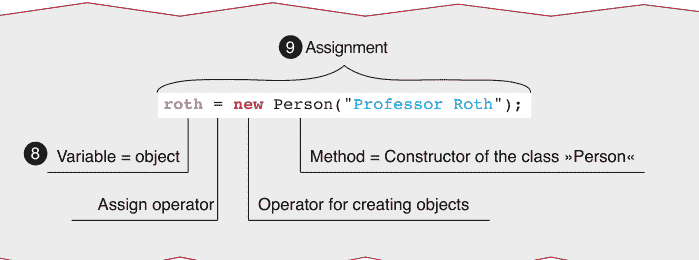 9 Assignment
roth = new Person("Professor Roth");
8 Variable = object
Method = Constructor of the class »Person«
Assign operator
Operator for creating objects